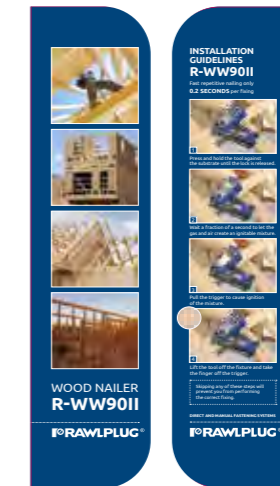 WOOD NAILER
R-WW90II
RAWLPLUG®
INSTALLATION
GUIDELINES
R-WW90II
Fast repetitive nailing only
0.2 SECONDS per fixing
1
Press and hold the tool against
the substrate until the lock is released.
2
Wait a fraction of a second to let the
gas and air create an ignitable mixture.
3
Pull the trigger to cause ignition
of the mixture.
4
Lift the tool off the fixture and take
the finger off the trigger.
Skipping any of these steps will
prevent you from performing
the correct fixing.
DIRECT AND MANUAL FASTENING SYSTEMS
RAWLPLUG®